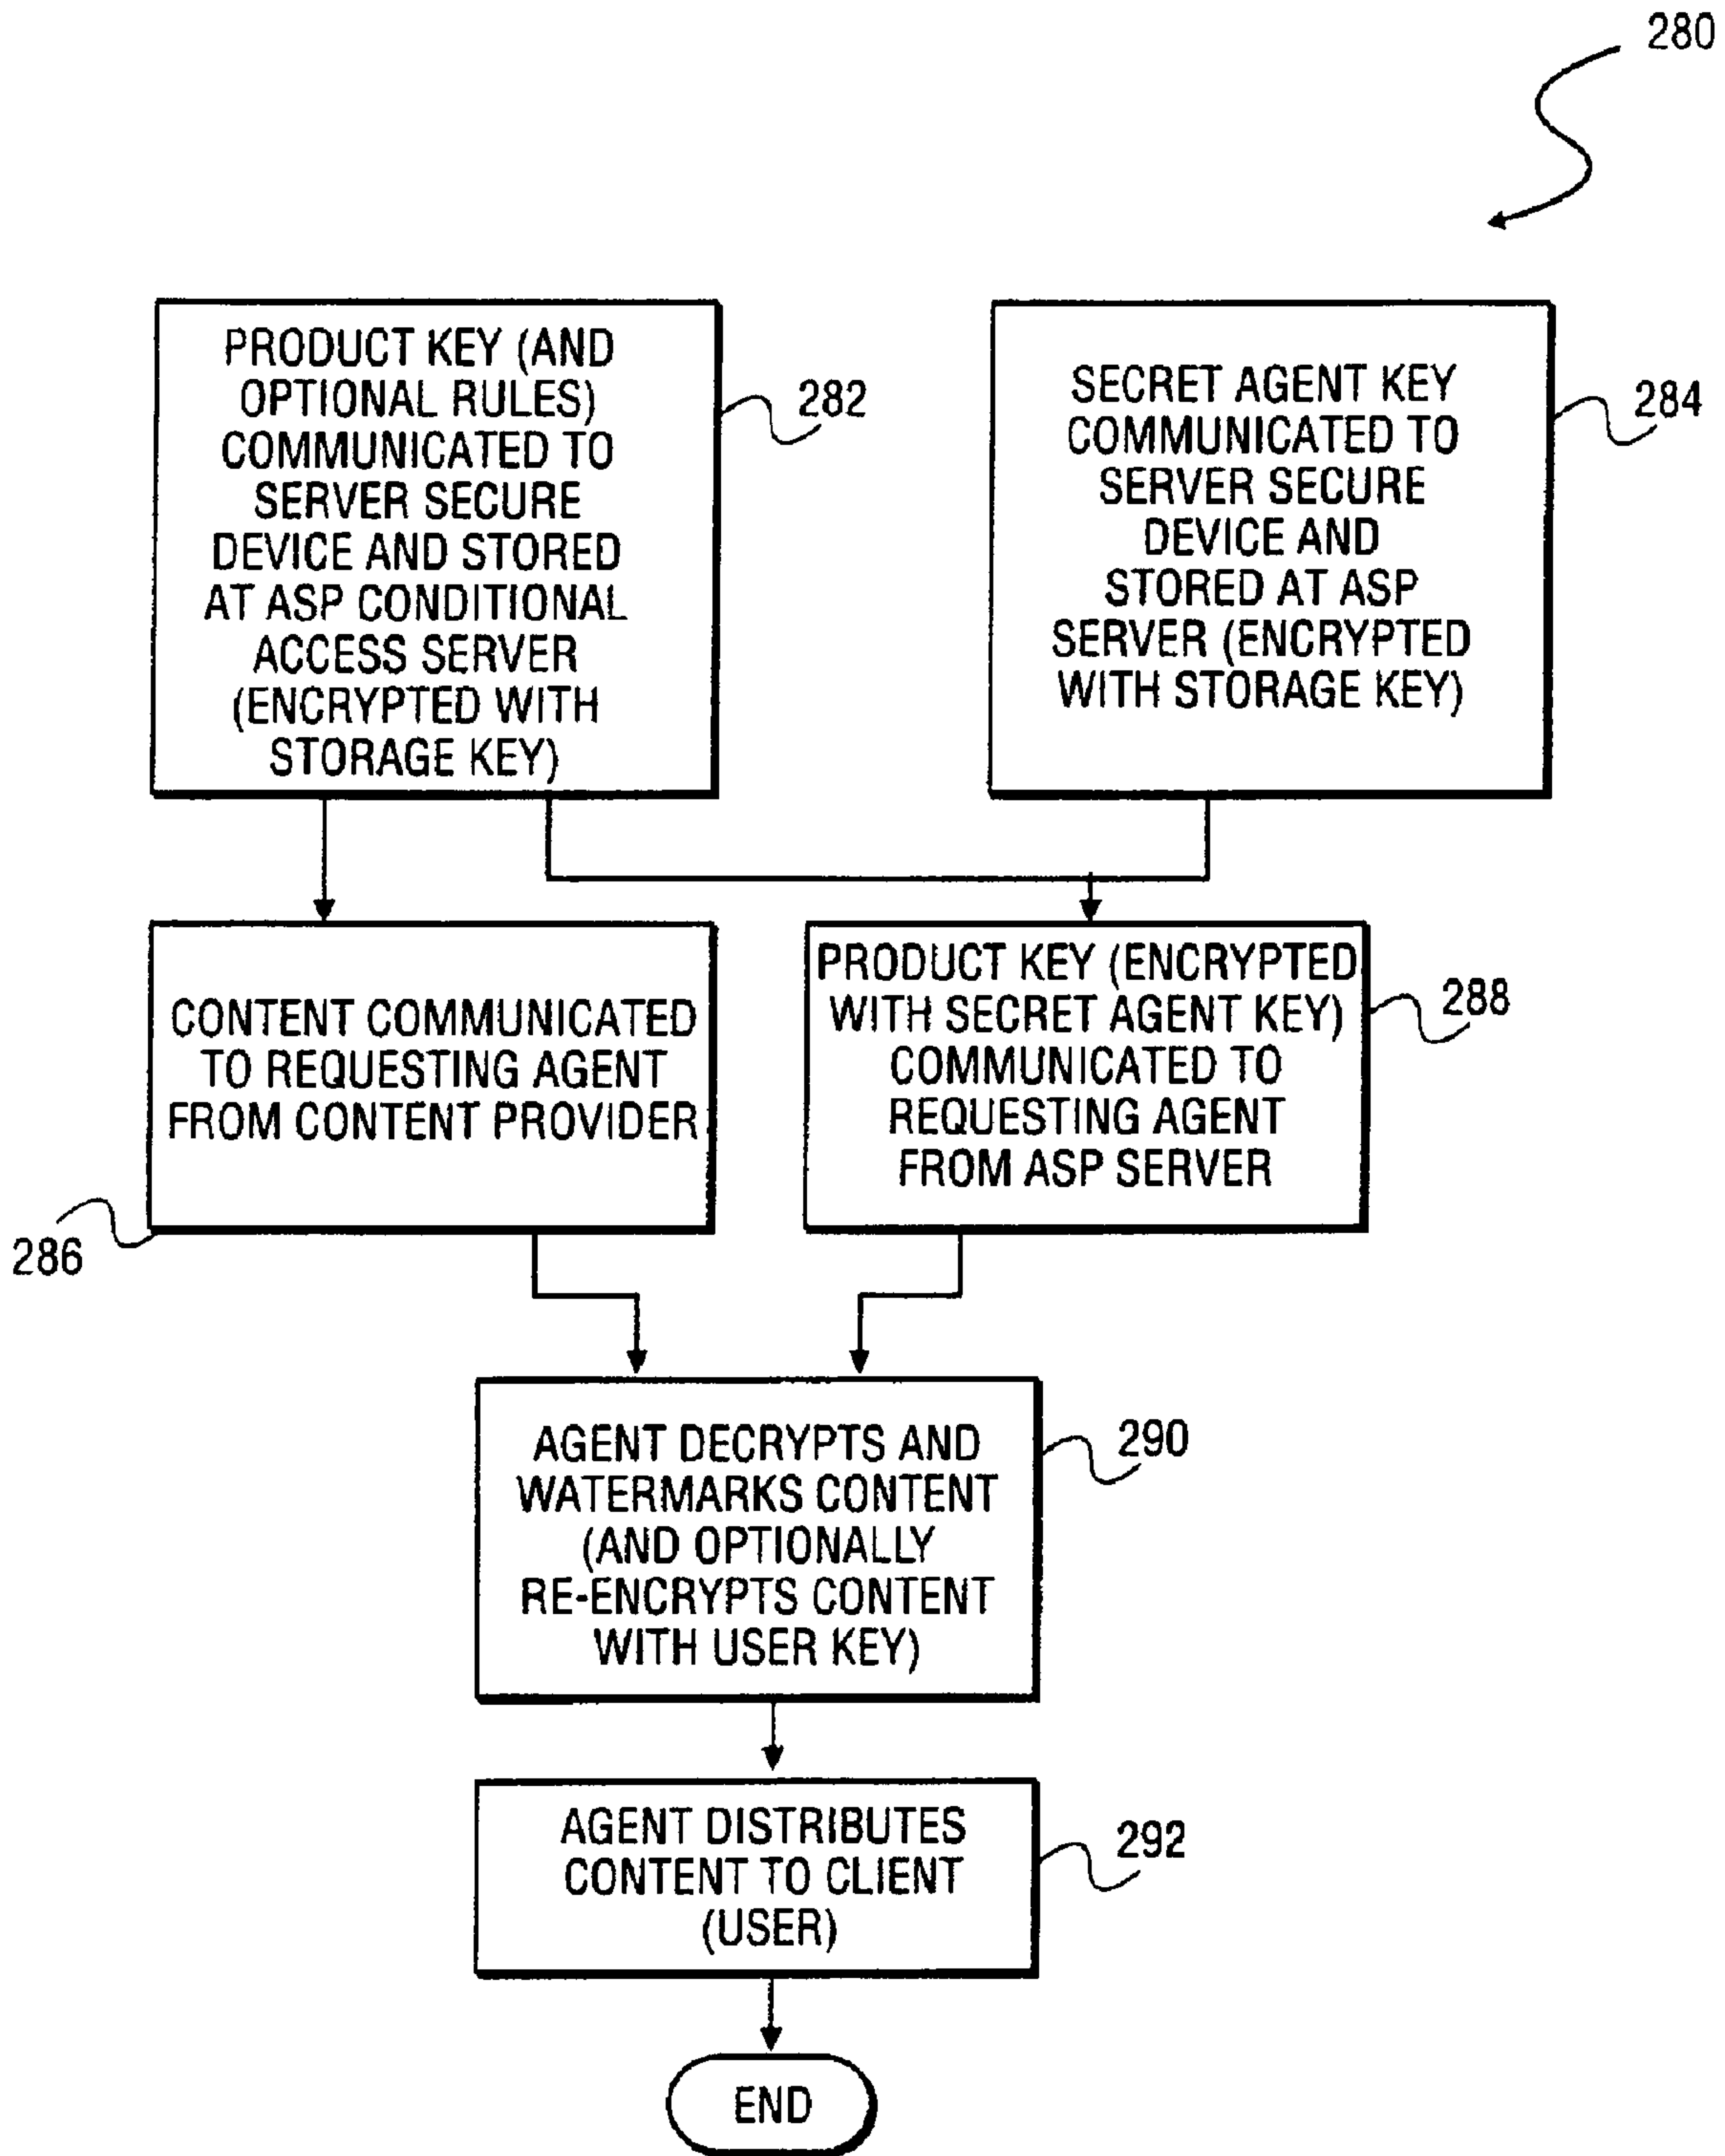 280
PRODUCT KEY (AND
OPTIONAL RULES)
COMMUNICATED TO
SERVER SECURE
DEVICE AND STORED
AT ASP CONDITIONAL
ACCESS SERVER
(ENCRYPTED WITH
STORAGE KEY)
282
SECRET AGENT KEY
COMMUNICATED TO
SERVER SECURE
DEVICE AND
STORED AT ASP
SERVER (ENCRYPTED
WITH STORAGE KEY)
284
CONTENT COMMUNICATED
TO REQUESTING AGENT
FROM CONTENT PROVIDER
286
PRODUCT KEY (ENCRYPTED
WITH SECRET AGENT KEY)
COMMUNICATED TO
REQUESTING AGENT
FROM ASP SERVER
288
AGENT DECRYPTS AND
WATERMARKS CONTENT
(AND OPTIONALLY
RE-ENCRYPTS CONTENT
WITH USER KEY)
290
AGENT DISTRIBUTES
CONTENT TO CLIENT
(USER)
292
END